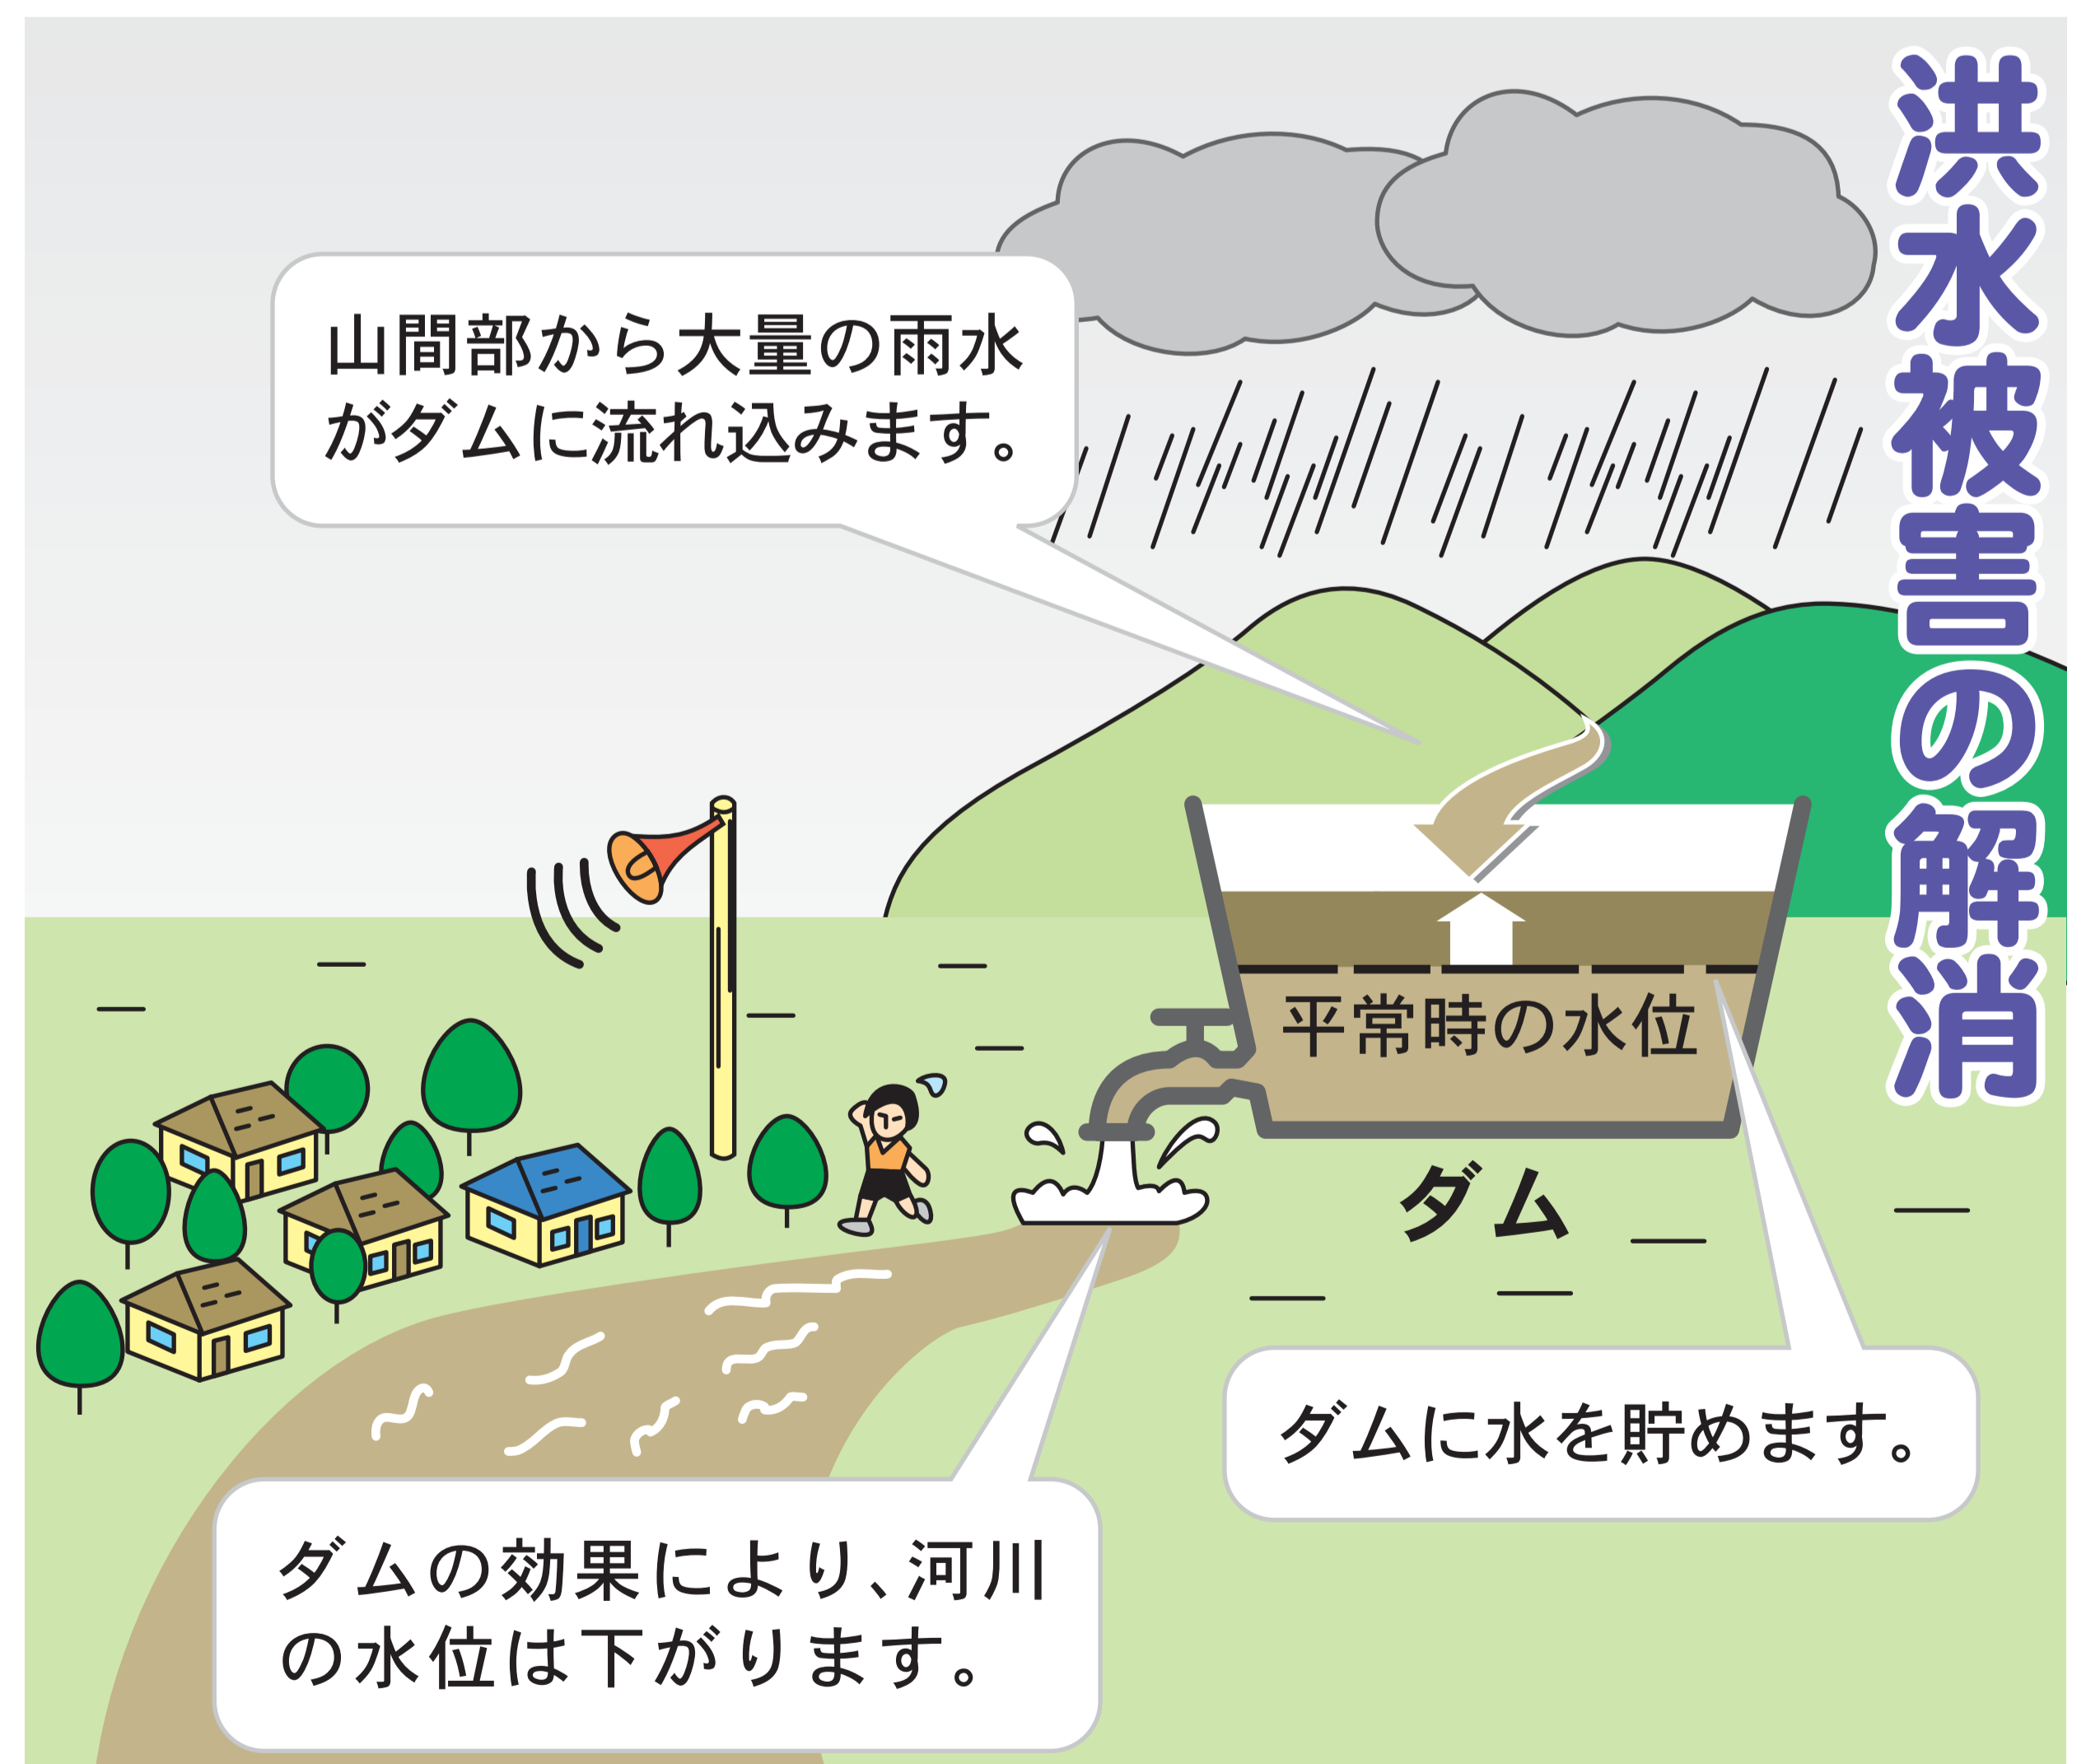 洪水被害の解消
山間部から大量の雨水
がダムに流れ込みます。
平常時の水位
ダム
ダムに水を貯めます。
ダムの効果により、河川
の水位は下がります。